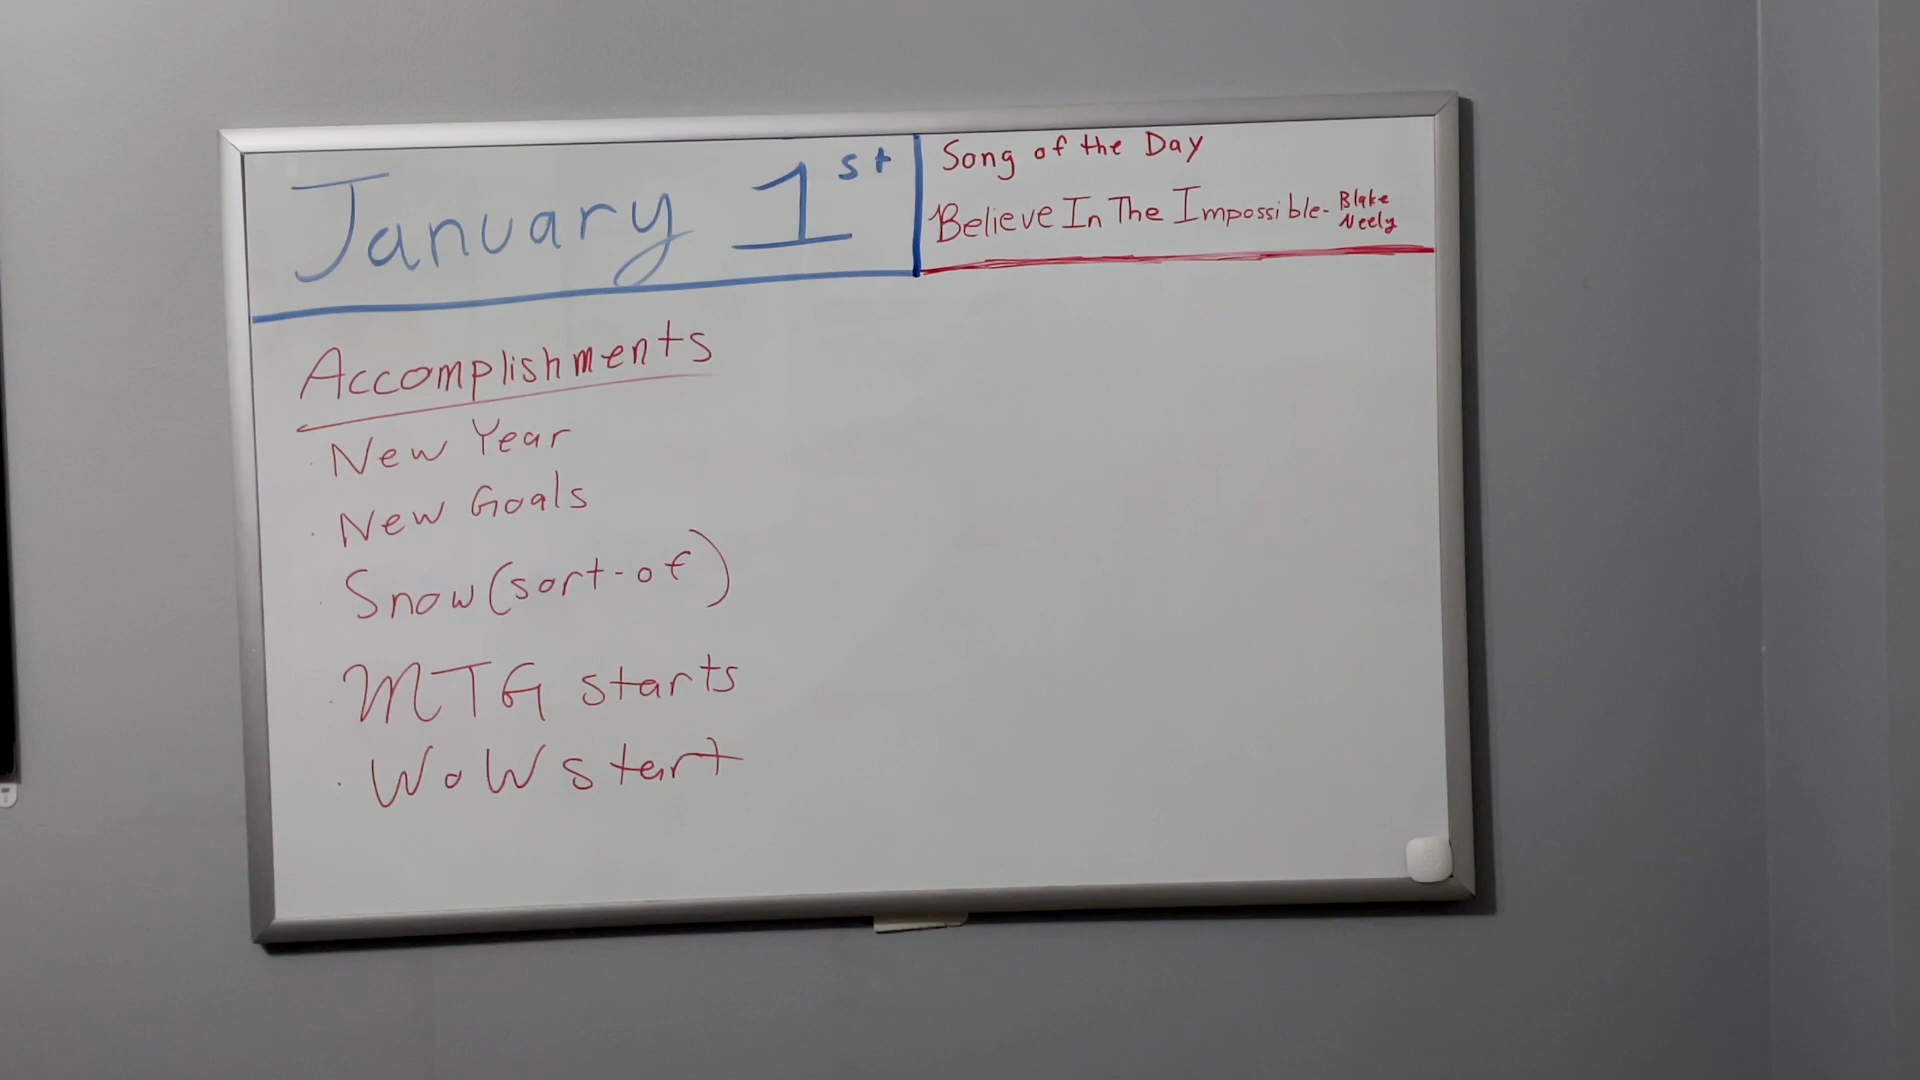 January 1st
Song of the Day
Believe In The Impossible- Blake Neely
Accomplishments
· New Year
· New Goals
· Snow (sort-of)
· MTG starts
· WoW start